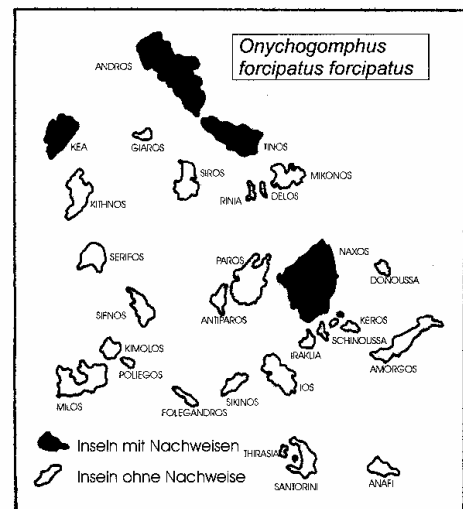 Onychogomphus
forcipatus forcipatus
ANDROS
KEA
GIAROS
TINOS
KITHNOS
SIROS
RINIA
DELOS
MIKONOS
SERIFOS
PAROS
NAXOS
DONOUSSA
SIFNOS
ANTIPAROS
KEROS
SCHINOUSSA
IRAKLIA
AMORGOS
KIMOLOS
POLIEGOS
MILOS
FOLEGANDROS
SIKINOS
IOS
Inseln mit Nachweisen
Inseln ohne Nachweise
THIRASIA
SANTORINI
ANAFI